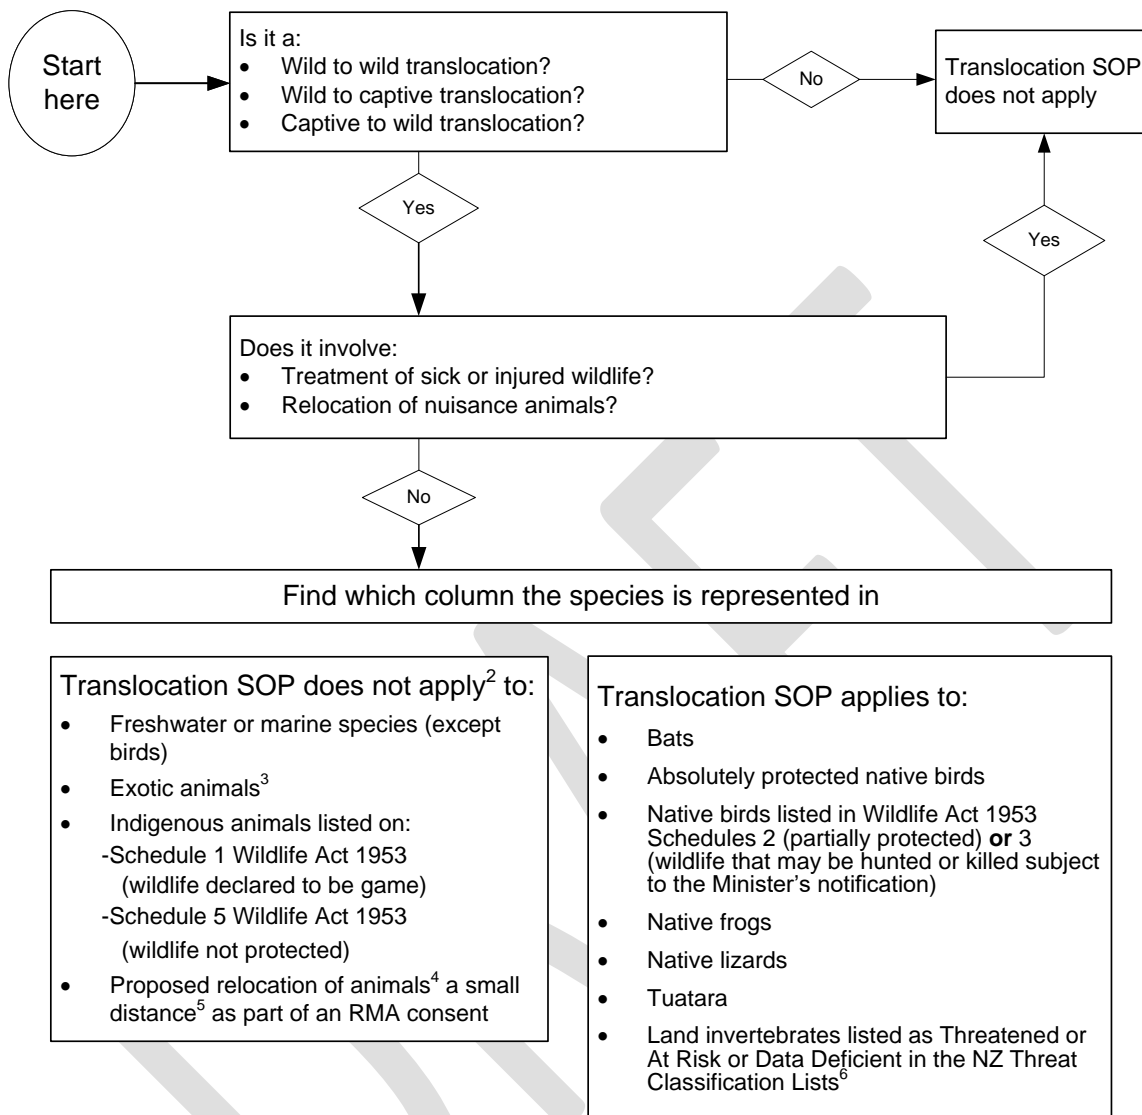 Start
here
Is it a:
• Wild to wild translocation?
• Wild to captive translocation?
• Captive to wild translocation?
No
Translocation SOP
does not apply
Yes
Yes
Does it involve:
• Treatment of sick or injured wildlife?
• Relocation of nuisance animals?
No
Find which column the species is represented in
Translocation SOP does not apply2 to:
• Freshwater or marine species (except
birds)
• Exotic animals3
• Indigenous animals listed on:
-Schedule 1 Wildlife Act 1953
(wildlife declared to be game)
-Schedule 5 Wildlife Act 1953
(wildlife not protected)
• Proposed relocation of animals4 a small
distance5 as part of an RMA consent
Translocation SOP applies to:
• Bats
• Absolutely protected native birds
• Native birds listed in Wildlife Act 1953
Schedules 2 (partially protected) or 3
(wildlife that may be hunted or killed subject
to the Minister’s notification)
• Native frogs
• Native lizards
• Tuatara
• Land invertebrates listed as Threatened or
At Risk or Data Deficient in the NZ Threat
Classification Lists6